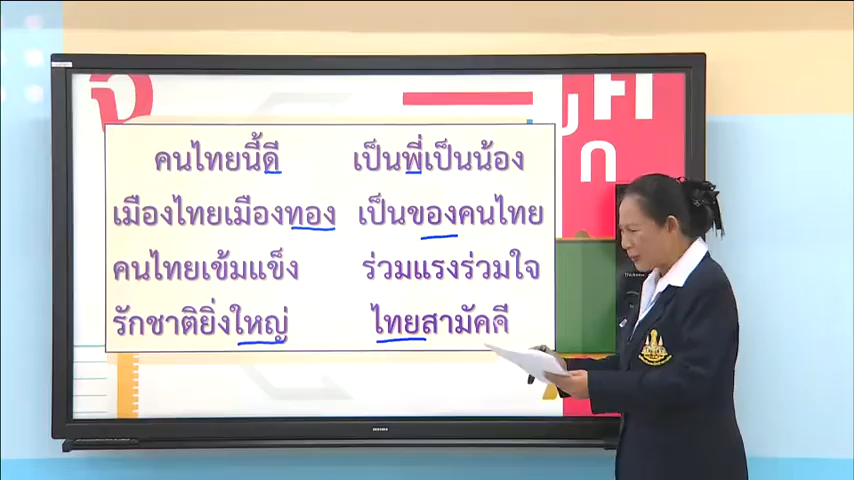 คนไทยนี้ดี เป็นพี่เป็นน้อง
เมืองไทยเมืองทอง เป็นของคนไทย
คนไทยเข้มแข็ง ร่วมแรงร่วมใจ
รักชาติยิ่งใหญ่ ไทยสามัคคี